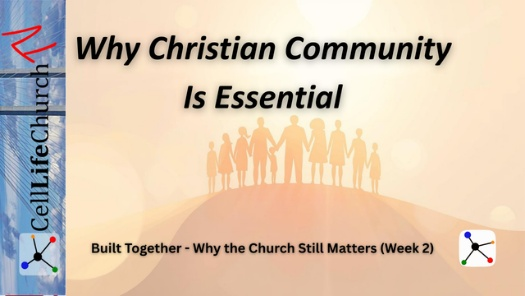 Why Christian Community
Is Essential
CellLifeChurch
Built Together - Why the Church Still Matters (Week 2)